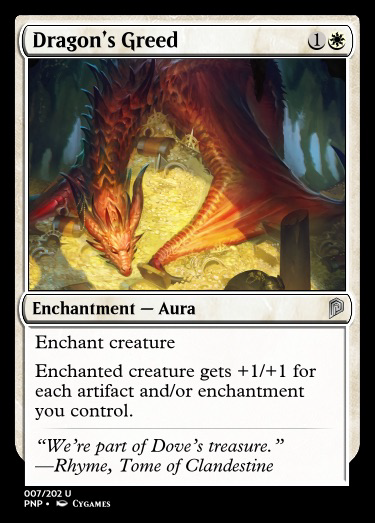 Dragon's Greed 1
Enchantment — Aura
Enchant creature
Enchanted creature gets +1/+1 for
each artifact and/or enchantment
you control.
“We're part of Dove's treasure.”
—Rhyme, Tome of Clandestine
007/202 U
PNP • Cygames